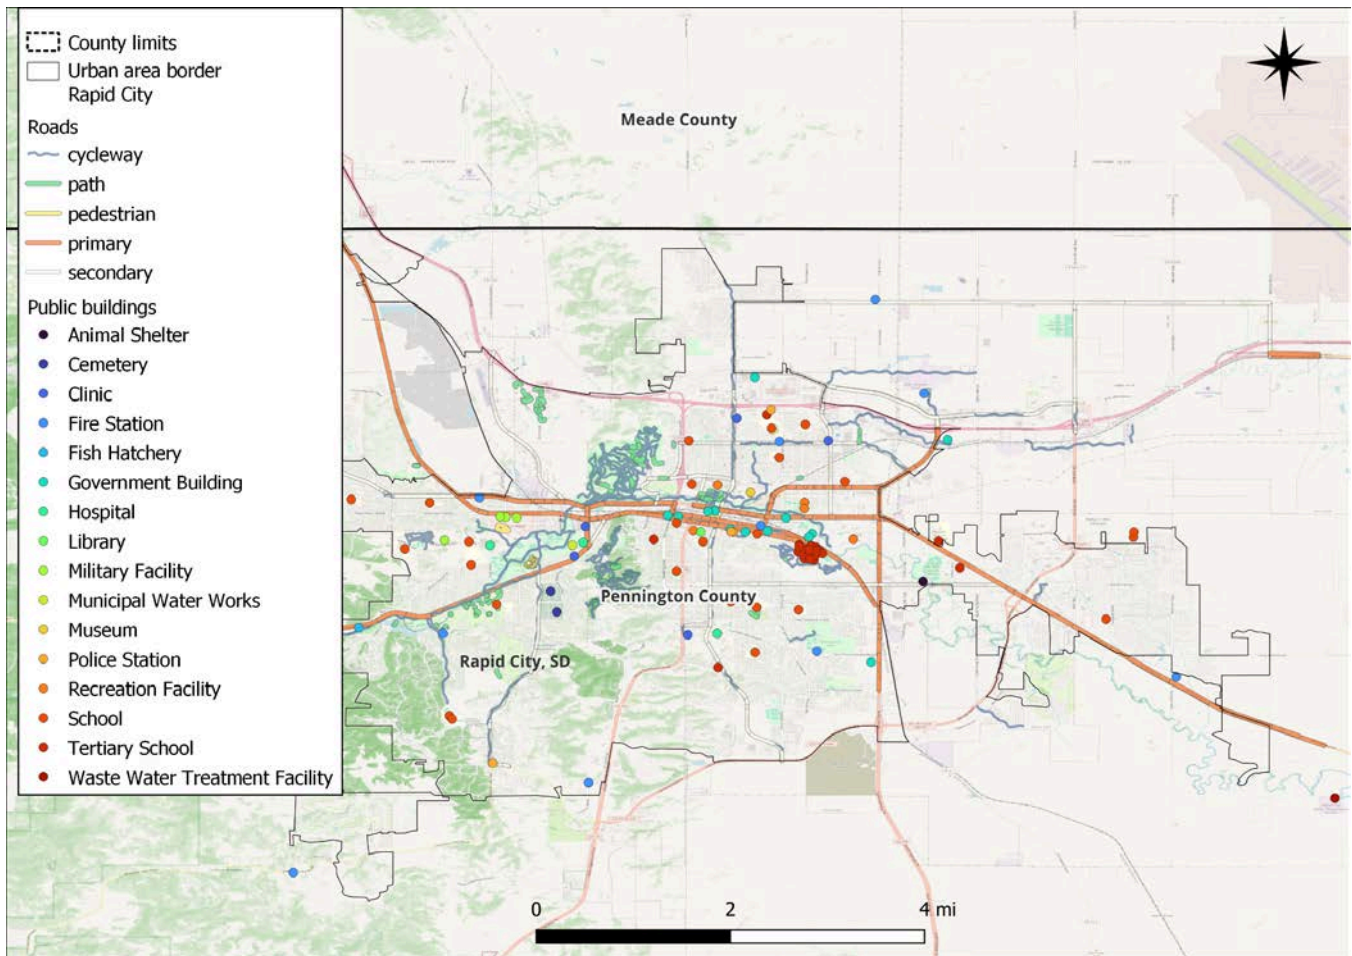 County limits
Urban area border
Rapid City
Roads
cycleway
path
pedestrian
primary
secondary
Public buildings
Animal Shelter
Cemetery
Clinic
Fire Station
Fish Hatchery
Government Building
Hospital
Library
Military Facility
Municipal Water Works
Museum
Police Station
Recreation Facility
School
Tertiary School
Waste Water Treatment Facility
Meade County
Pennington County
Rapid City, SD
0 2 4 mi